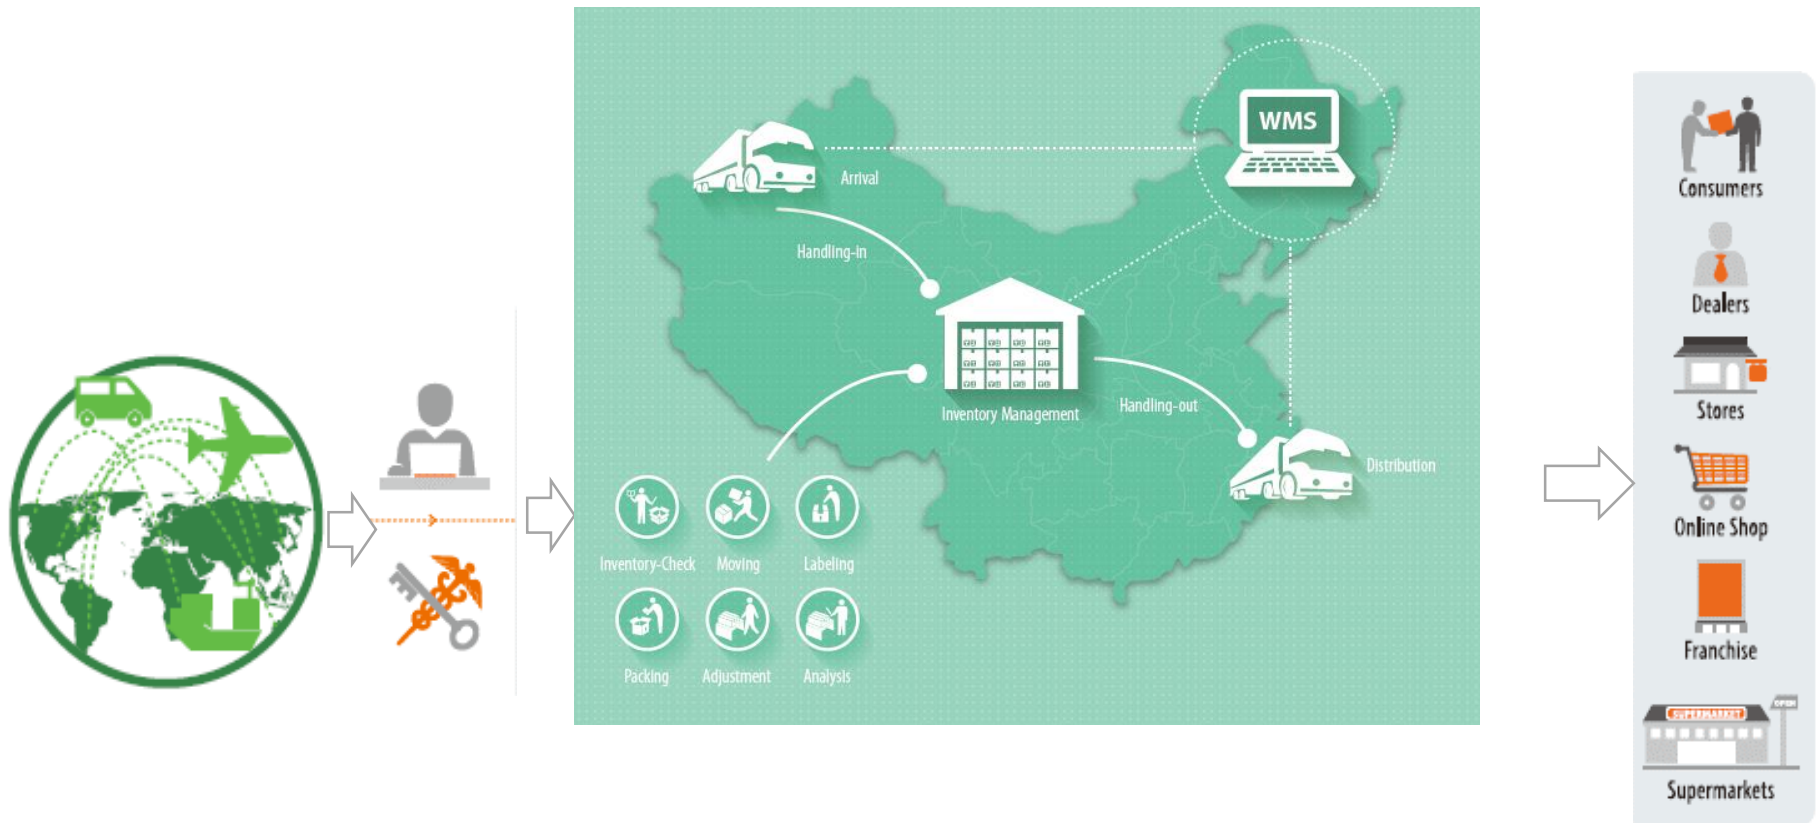 WMS
Arrival
Handling-in
Inventory Management
Handling-out
Distribution
Inventory-Check Moving Labeling
Packing Adjustment Analysis
Consumers
Dealers
Stores
Online Shop
Franchise
SUPERMARKET
OPEN
Supermarkets